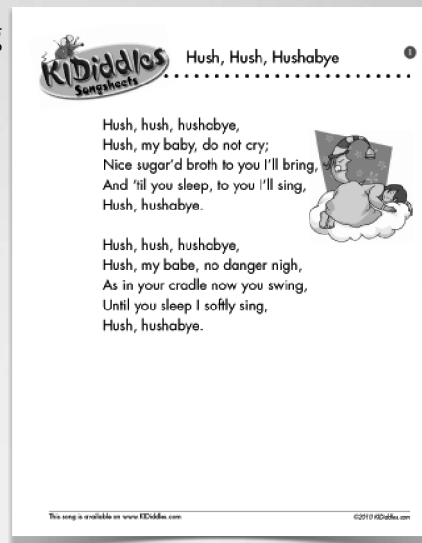 KIDiddles
Songsheets
Hush, Hush, Hushabye
1
Hush, hush, hushabye,
Hush, my baby, do not cry;
Nice sugar'd broth to you I'll bring,
And 'til you sleep, to you I'll sing,
Hush, hushabye.
Hush, hush, hushabye,
Hush, my babe, no danger nigh,
As in your cradle now you swing,
Until you sleep I softly sing,
Hush, hushabye.
This song is available on www.KIDiddles.com
©2010 KIDiddles.com